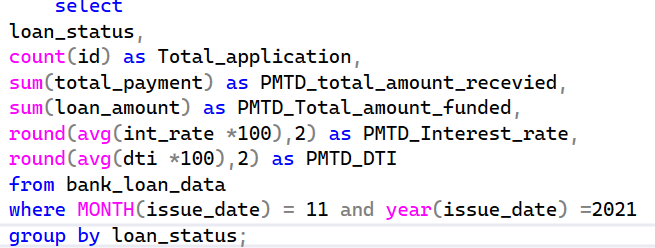 select
loan_status,
count(id) as Total_application,
sum(total_payment) as PMTD_total_amount_recevied,
sum(loan_amount) as PMTD_Total_amount_funded,
round(avg(int_rate *100),2) as PMTD_Interest_rate,
round(avg(dti *100),2) as PMTD_DTI
from bank_loan_data
where MONTH(issue_date) = 11 and year(issue_date) =2021
group by loan_status;